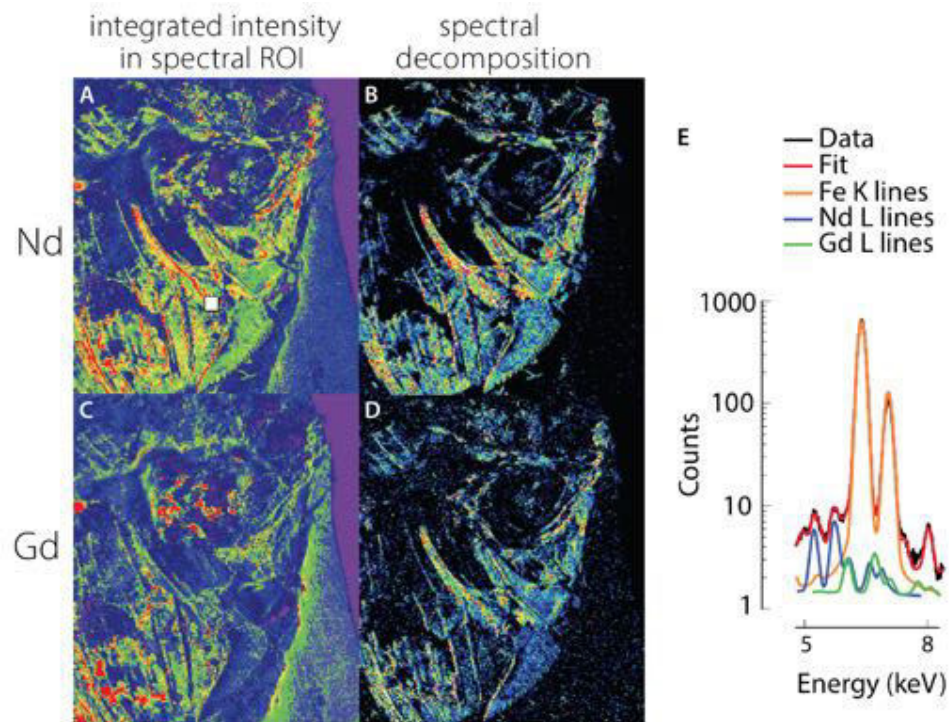 integrated intensity
in spectral ROI
spectral
decomposition
A
B
Nd
C
D
Gd
E
Data
Fit
Fe K lines
Nd L lines
Gd L lines
1000
100
10
1
Counts
5
8
Energy (keV)